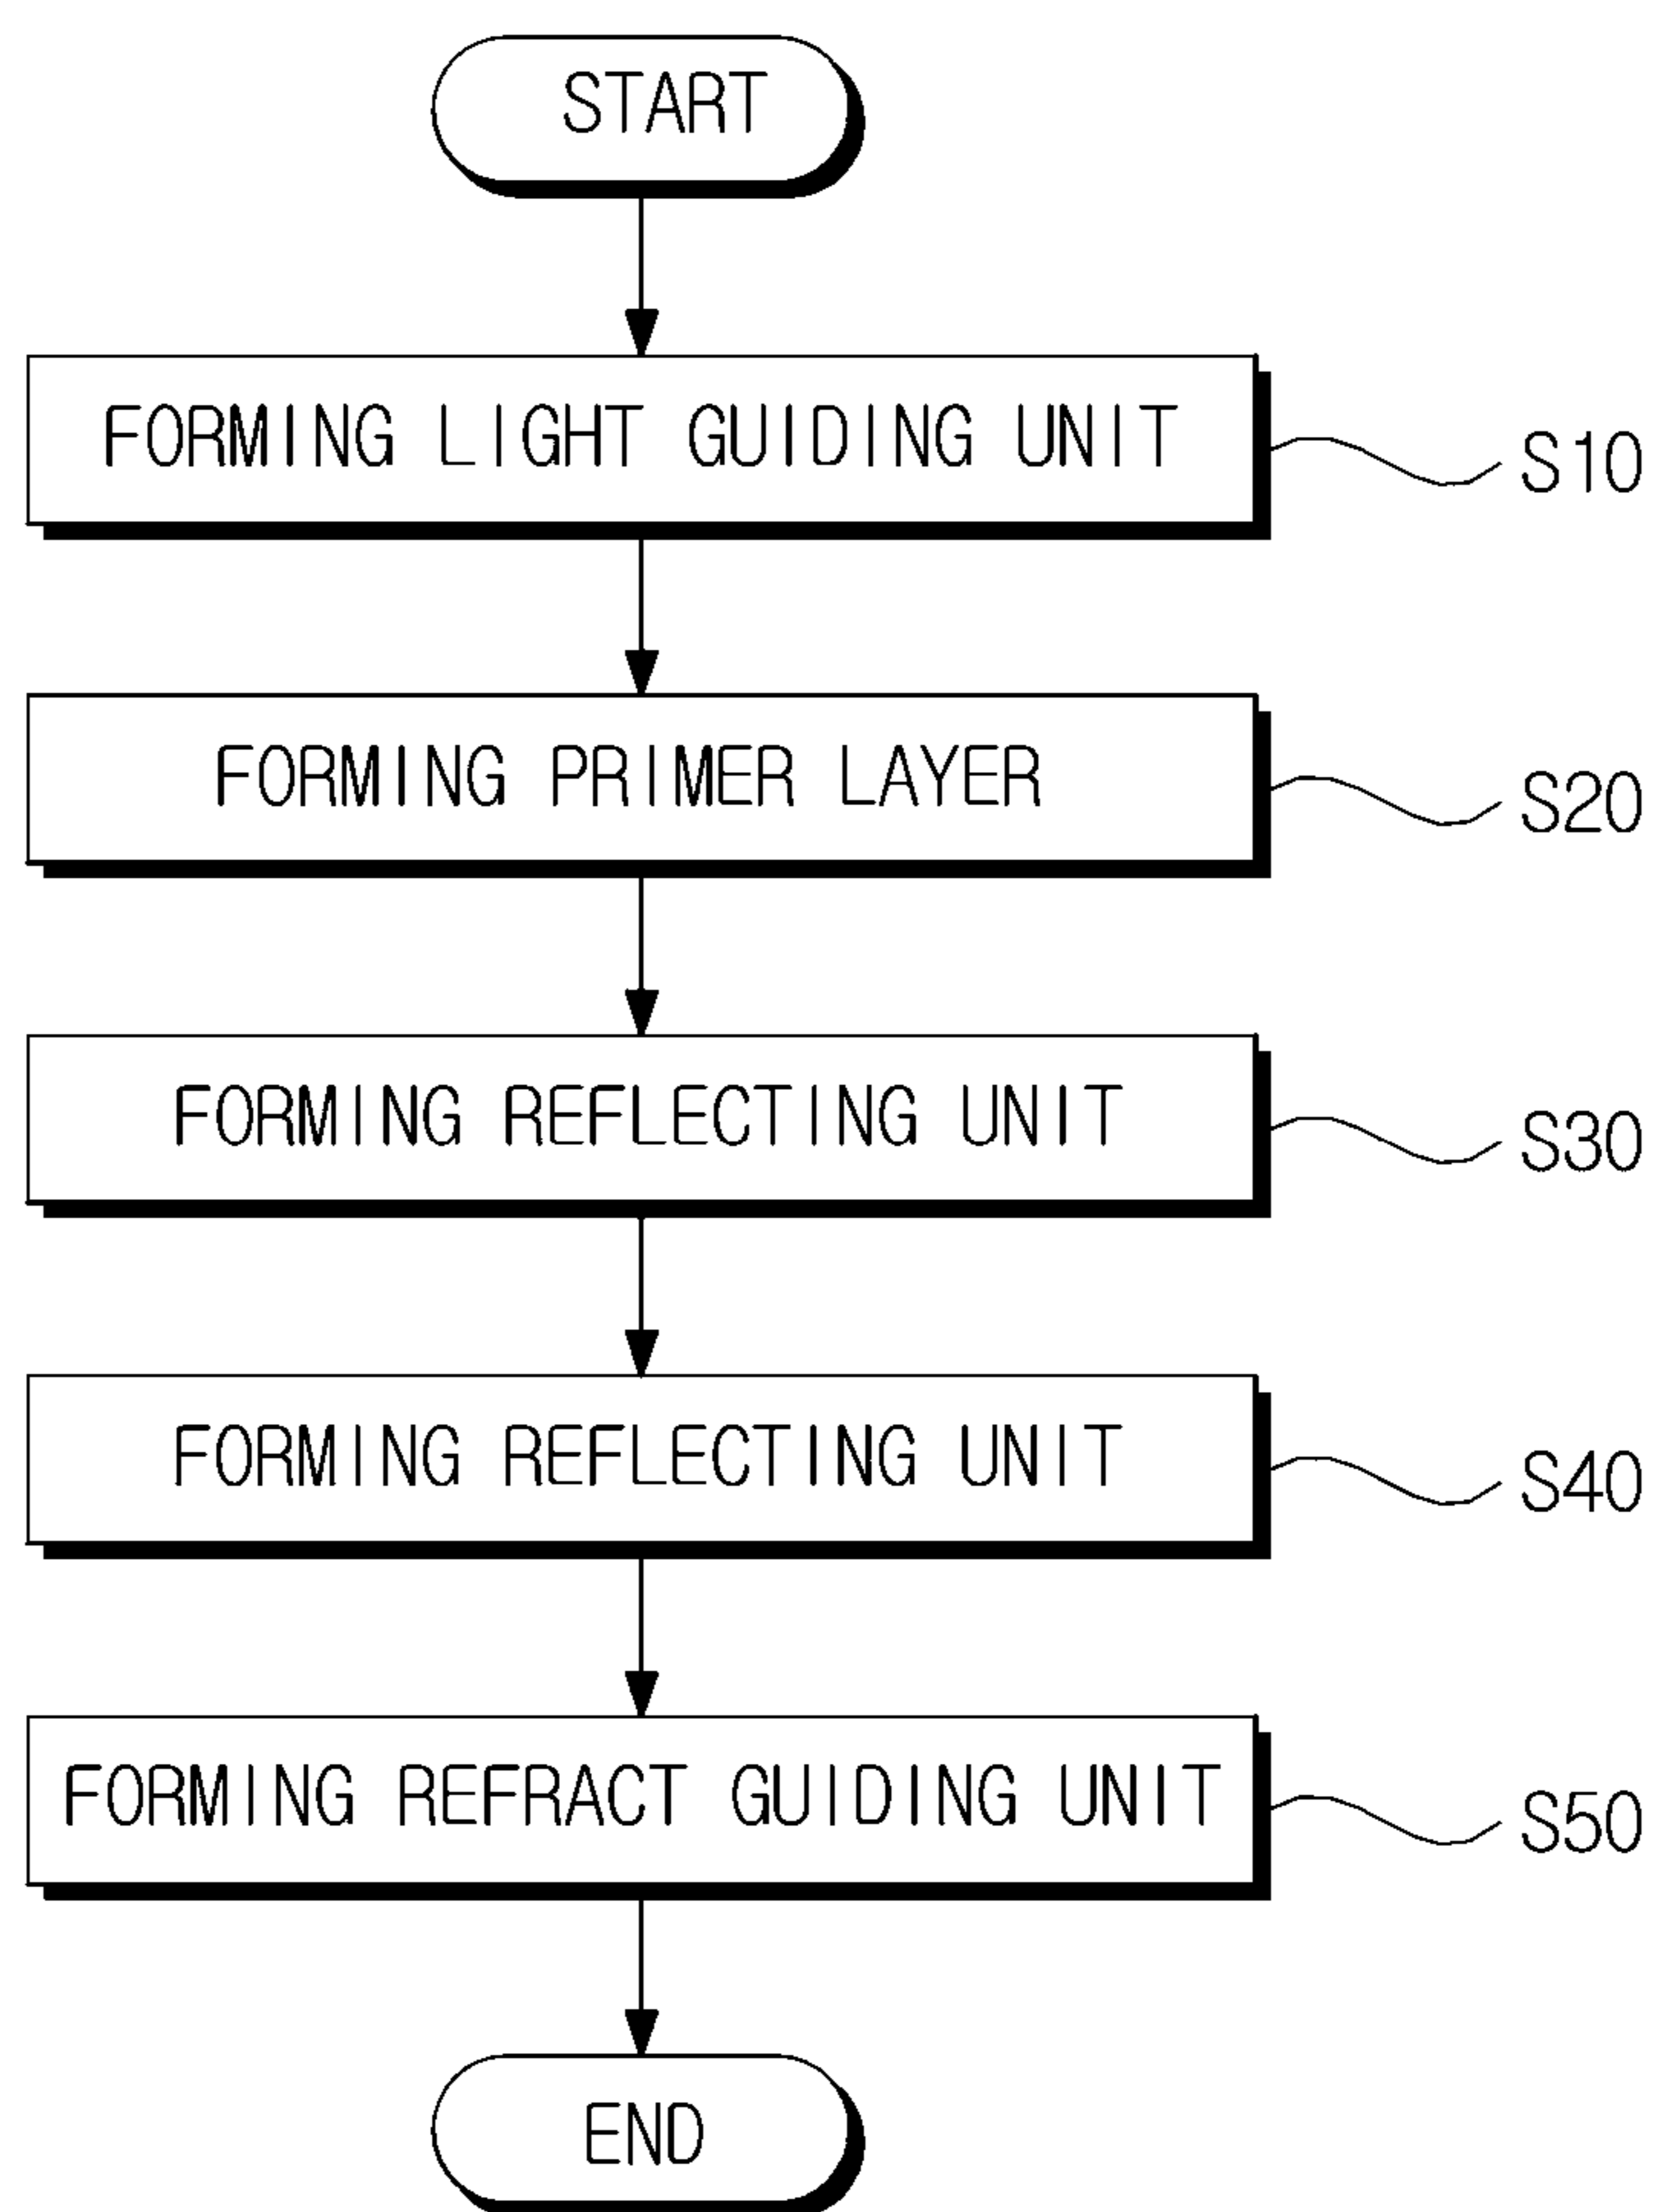 START
FORMING LIGHT GUIDING UNIT
S10
FORMING PRIMER LAYER
S20
FORMING REFLECTING UNIT
S30
FORMING REFLECTING UNIT
S40
FORMING REFRACT GUIDING UNIT
S50
END